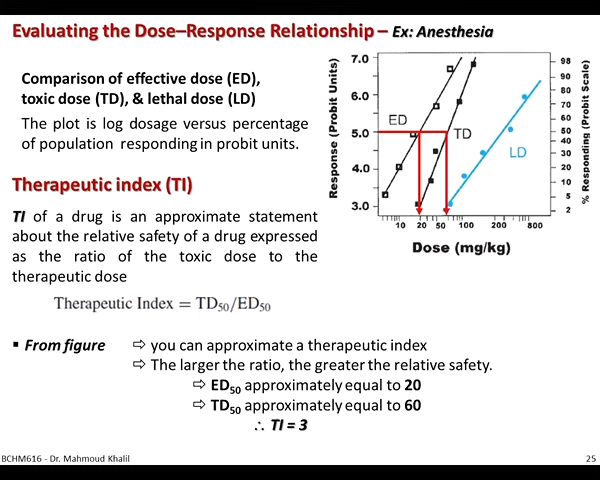 Evaluating the Dose–Response Relationship – Ex: Anesthesia
Comparison of effective dose (ED),
toxic dose (TD), & lethal dose (LD)
The plot is log dosage versus percentage
of population responding in probit units.
Therapeutic index (TI)
TI of a drug is an approximate statement
about the relative safety of a drug expressed
as the ratio of the toxic dose to the
therapeutic dose
Therapeutic Index = TD50/ED50
Response (Probit Units)
7.0
6.0
5.0
4.0
3.0
ED
TD
LD
98
90
80
70
60
50
40
30
20
10
5
2
% Responding (Probit Scale)
10 20 50 100 200 800
Dose (mg/kg)
▪ From figure ⇨ you can approximate a therapeutic index
⇨ The larger the ratio, the greater the relative safety.
⇨ ED50 approximately equal to 20
⇨ TD50 approximately equal to 60
∴ TI = 3
BCHM616 - Dr. Mahmoud Khalil 25